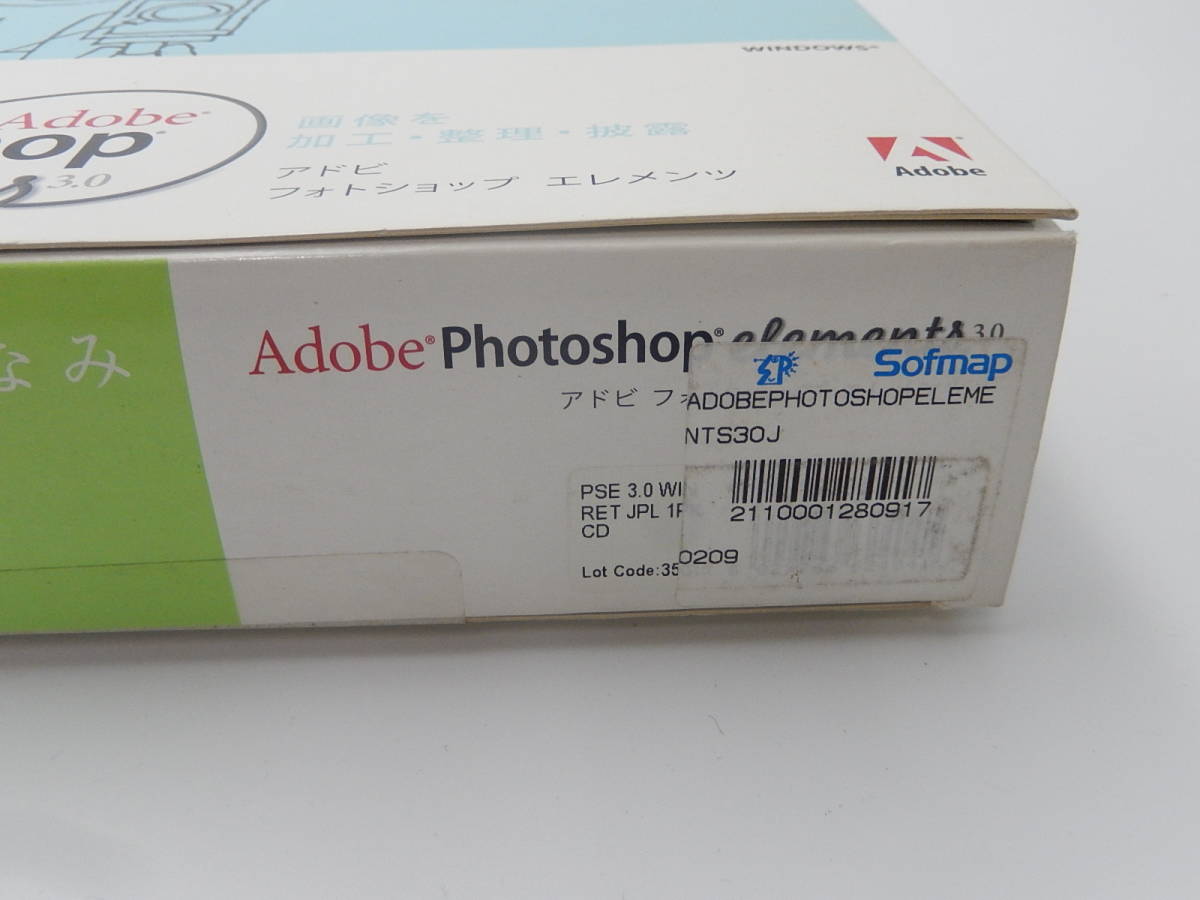 WINDOWS®
Adobe®
op®
3.0
画像を
加工・整理・披露
アドビ
フォトショップ エレメンツ
Adobe
なみ
Adobe® Photoshop® elements 3.0
アドビ フォ
Sofmap
ADOBEPHOTOSHOPELEME
NTS30J
2110001280917
0209
PSE 3.0 WI
RET JPL 1
CD
Lot Code:35